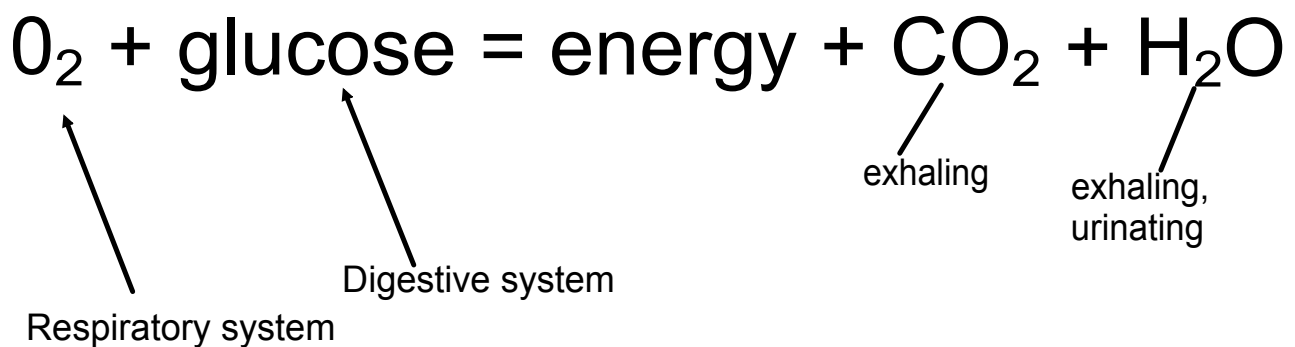 0₂ + glucose = energy + CO₂ + H₂O
exhaling
exhaling,
urinating
Digestive system
Respiratory system